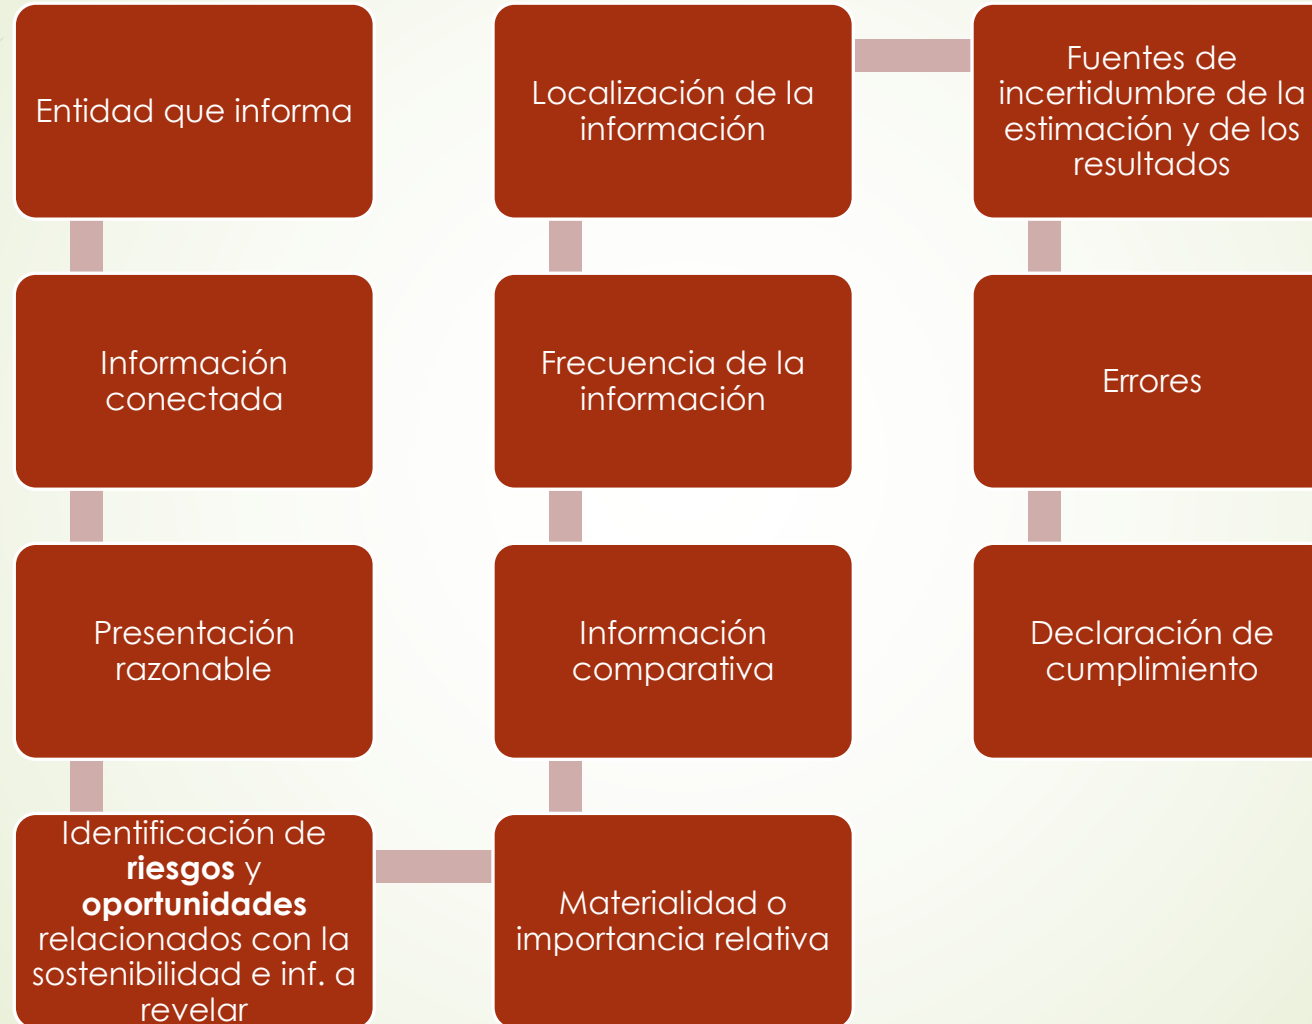 Entidad que informa
Información
conectada
Presentación
razonable
Identificación de
riesgos y
oportunidades
relacionados con la
sostenibilidad e inf. a
revelar
Materialidad o
importancia relativa
Información
comparativa
Frecuencia de la
información
Localización de la
información
Fuentes de
incertidumbre de la
estimación y de los
resultados
Errores
Declaración de
cumplimiento